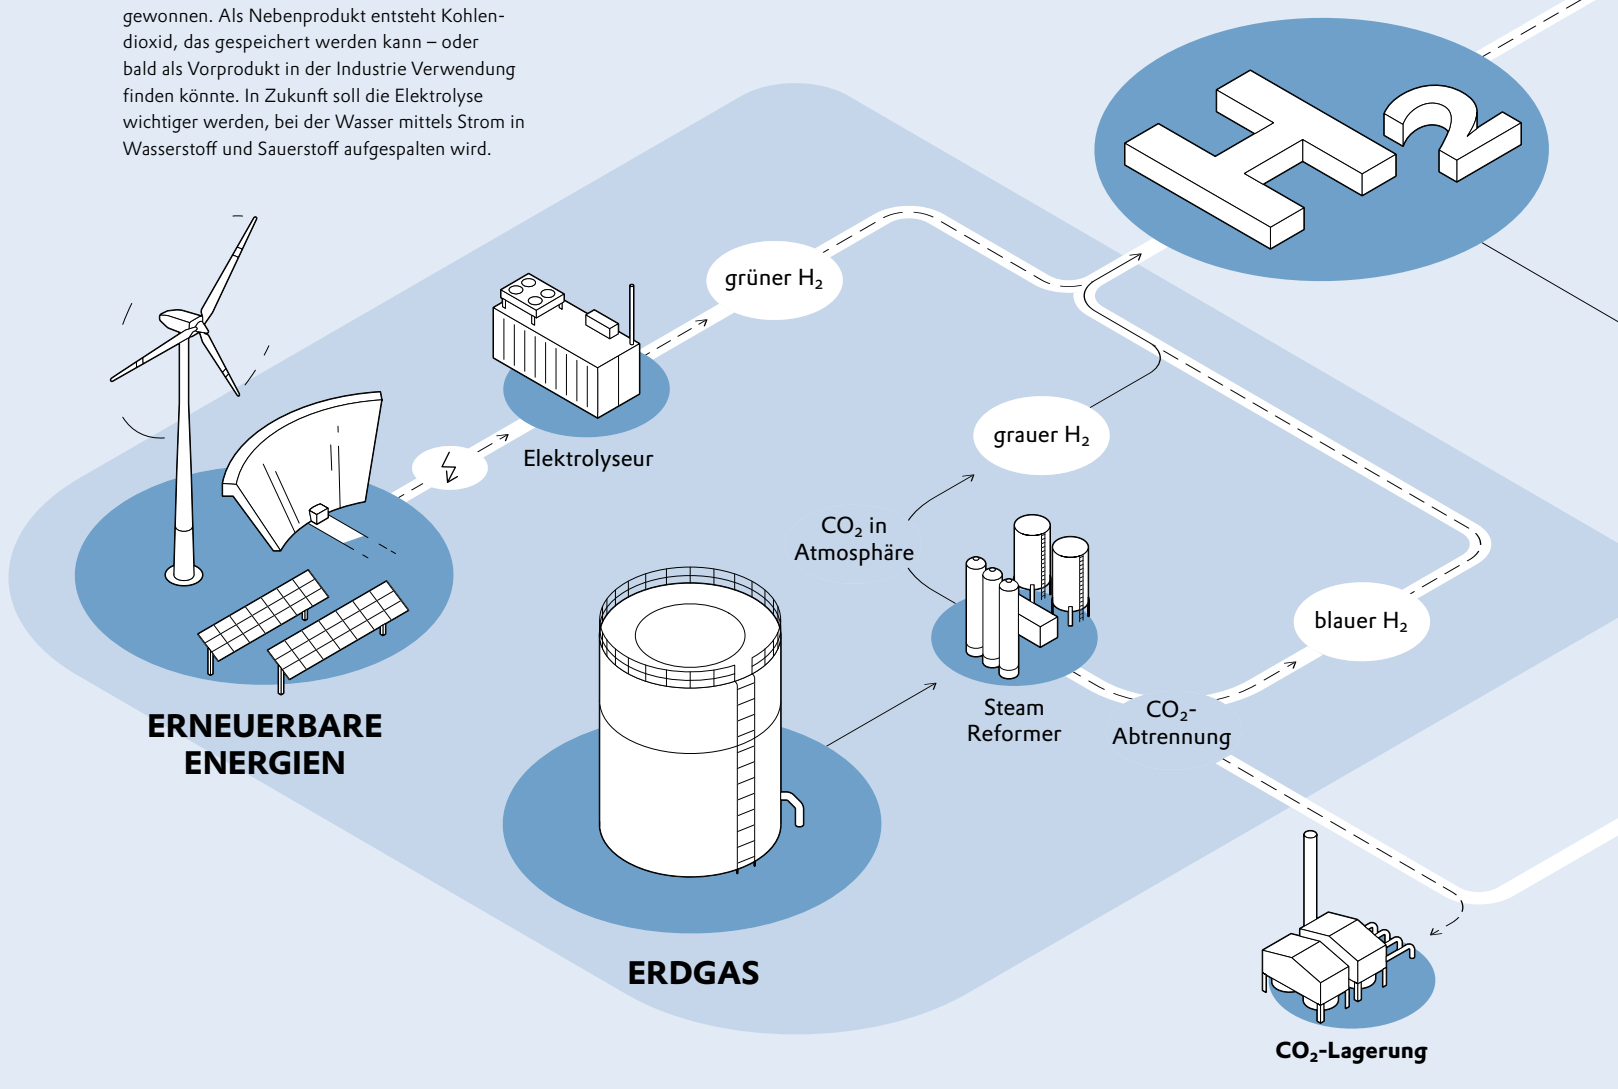 gewonnen. Als Nebenprodukt entsteht Kohlen-
dioxid, das gespeichert werden kann – oder
bald als Vorprodukt in der Industrie Verwendung
finden könnte. In Zukunft soll die Elektrolyse
wichtiger werden, bei der Wasser mittels Strom in
Wasserstoff und Sauerstoff aufgespalten wird.
H2
grüner H₂
Elektrolyseur
grauer H₂
CO₂ in
Atmosphäre
blauer H₂
Steam
Reformer
CO₂-
Abtrennung
ERNEUERBARE
ENERGIEN
ERDGAS
CO₂-Lagerung